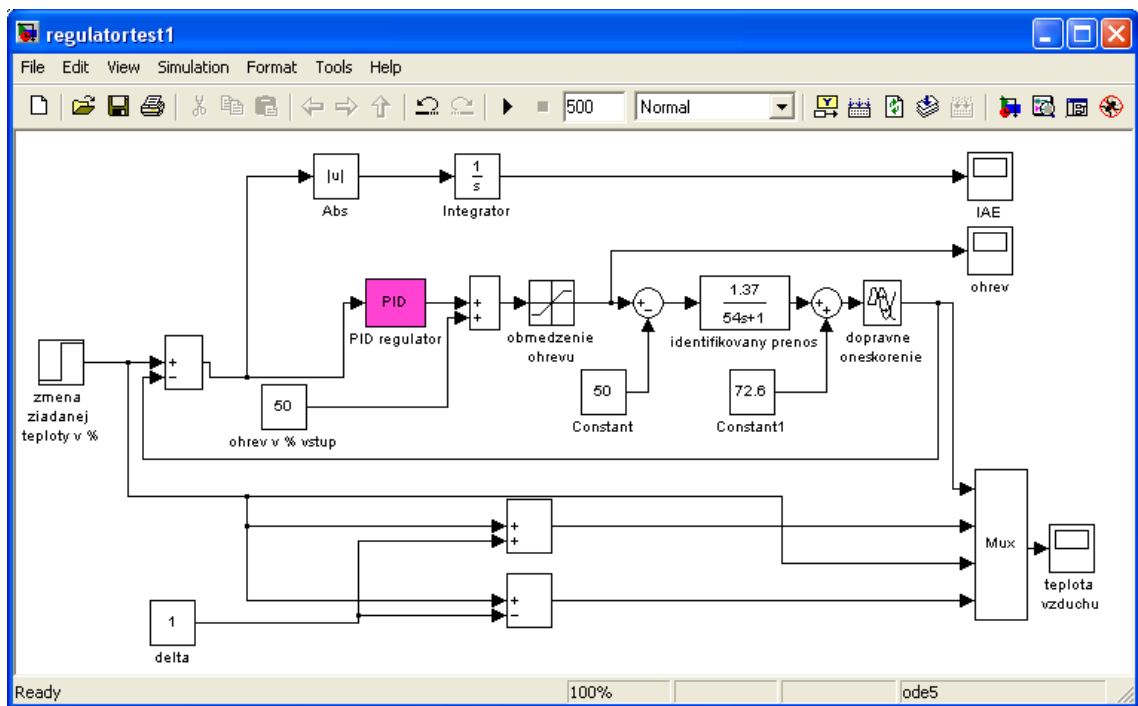 regulatortest1
File Edit View Simulation Format Tools Help
500 Normal
|u|
Abs
1
s
Integrator
IAE
ohrev
PID
PID regulator
+
+
obmedzenie
ohrevu
+
−
1.37
54s+1
identifikovany prenos
+
+
dopravne
oneskorenie
zmena
ziadanej
teploty v %
+
−
50
ohrev v % vstup
50
Constant
72.6
Constant1
+
+
+
−
Mux
teplota
vzduchu
1
delta
Ready 100% ode5